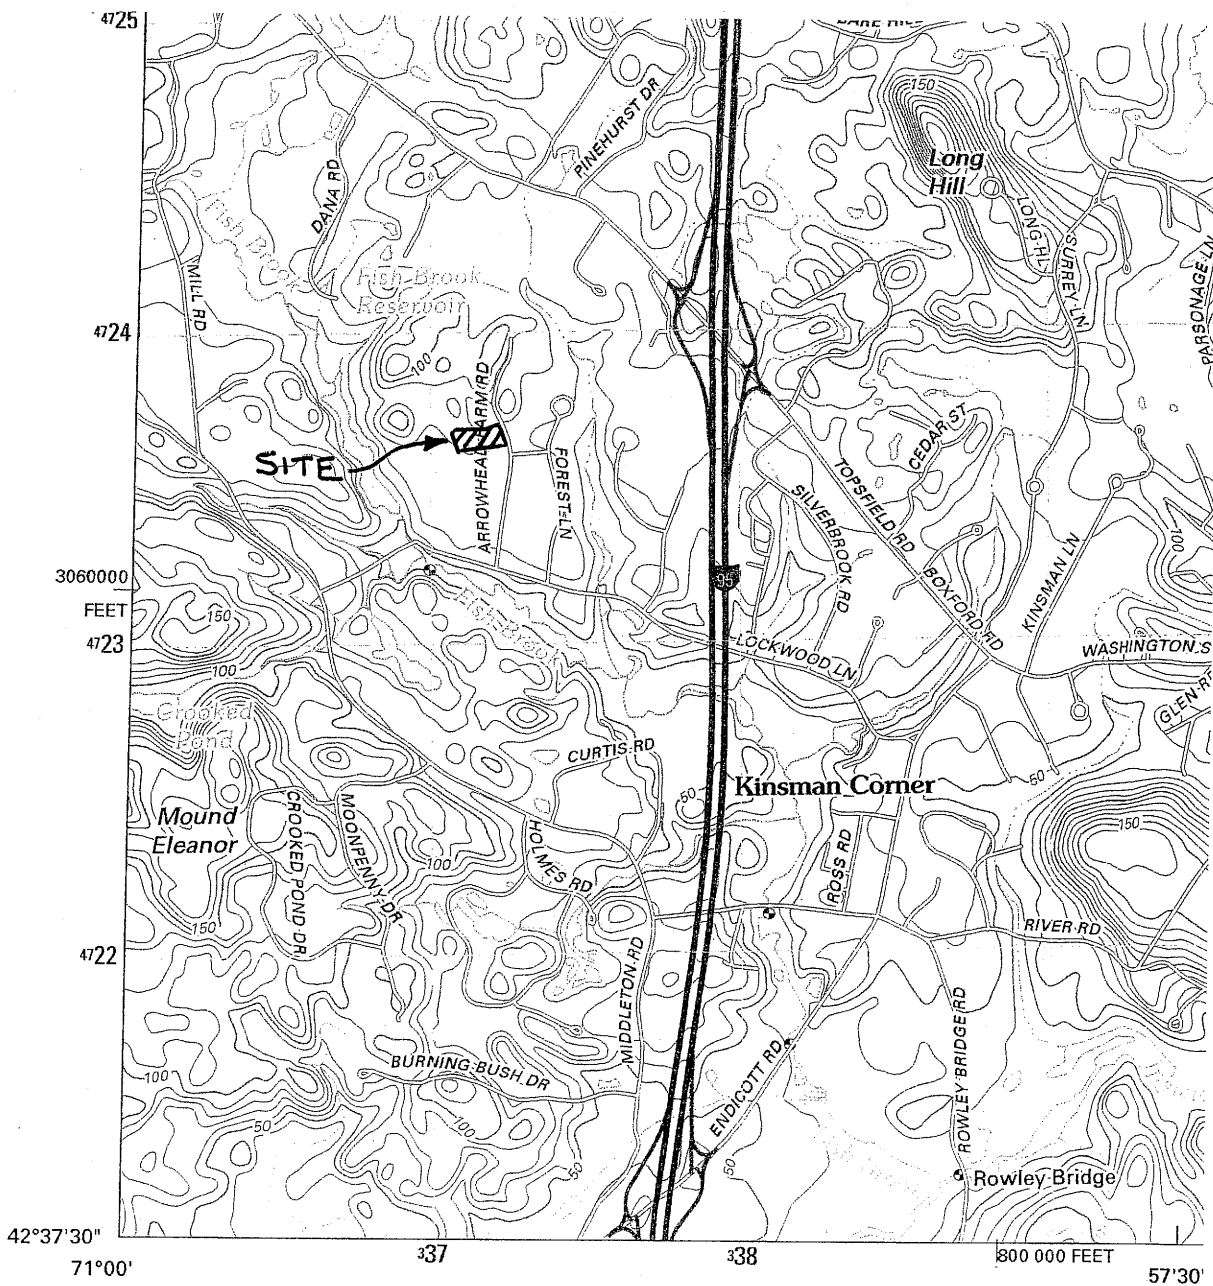 4725
BARE HILL
PINEHURST DR
DANA RD
150
Long
Hill
LONG HL
SURREY LN
PARSONAGE LN
Fish Brook
MILL RD
Fish Brook
Reservoir
4724
100
ARROWHEAD FARM RD
SITE
FOREST LN
CEDAR ST
TOPSFIELD RD
SILVERBROOK RD
BOXFORD RD
KINSMAN LN
100
95
3060000
FEET
150
4723
Fish Brook
LOCKWOOD LN
WASHINGTON S
GLEN RD
100
Crooked
Pond
CURTIS RD
50
Kinsman Corner
50
Mound
Eleanor
CROOKED POND DR
MOONPENNY DR
100
HOLMES RD
ROSS RD
150
150
RIVER RD
4722
MIDDLETON RD
ROWLEY BRIDGE RD
ENDICOTT RD
BURNING BUSH DR
100
50
100
50
50
Rowley Bridge
42°37'30"
71°00'
337
338
800 000 FEET
57'30"